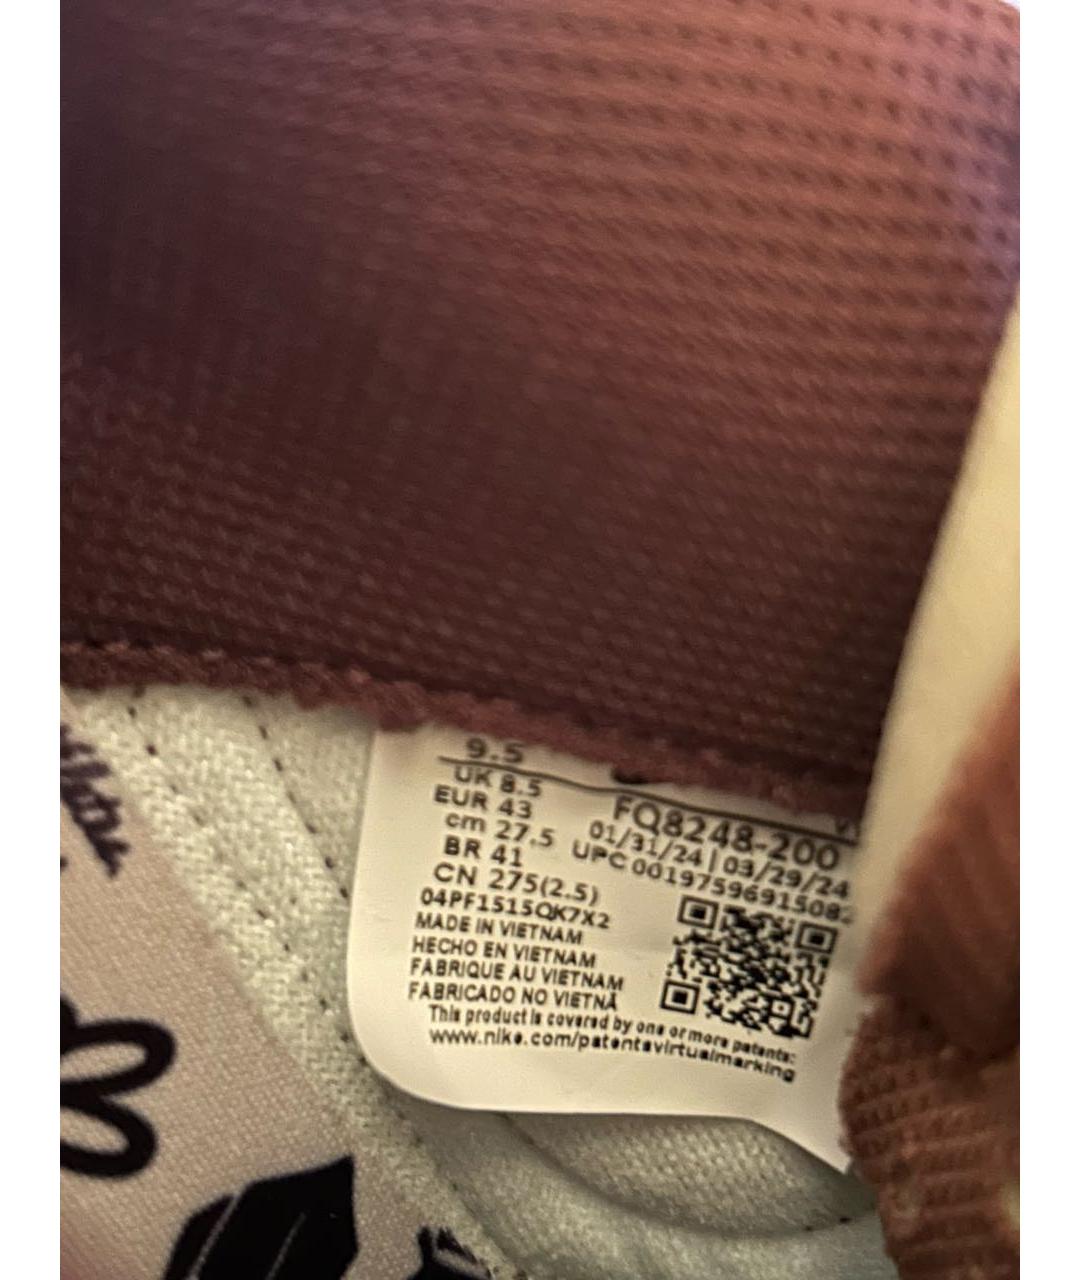 9.5
UK 8.5
EUR 43
cm 27.5
BR 41
CN 275(2.5)
FQ8248-200
01/31/24 | 03/29/24
UPC 00197596915082
04PF1515QK7X2
MADE IN VIETNAM
HECHO EN VIETNAM
FABRIQUE AU VIETNAM
FABRICADO NO VIETNÃ
This product is covered by one or more patents:
www.nike.com/patentsvirtualmarking